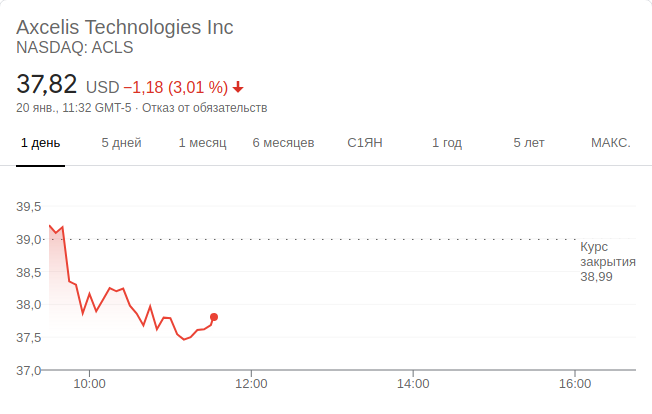 Axcelis Technologies Inc
NASDAQ: ACLS
37,82 USD −1,18 (3,01 %)
20 янв., 11:32 GMT-5 · Отказ от обязательств
1 день 5 дней 1 месяц 6 месяцев С1ЯН 1 год 5 лет МАКС.
39,5
39,0
Курс
закрытия
38,99
38,5
38,0
37,5
37,0
10:00 12:00 14:00 16:00